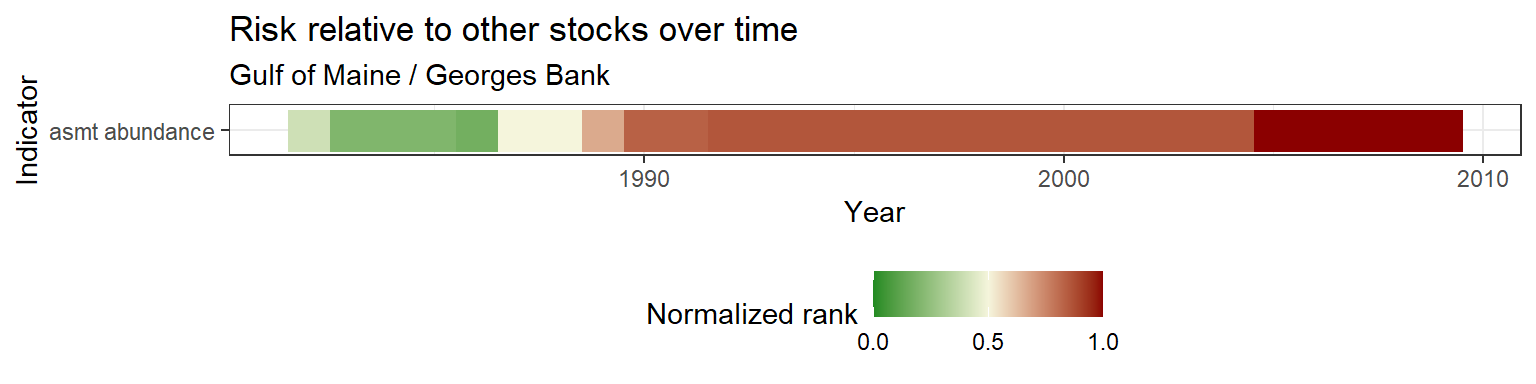 Risk relative to other stocks over time
Gulf of Maine / Georges Bank
Indicator
asmt abundance
1990 2000 2010
Year
Normalized rank
0.0 0.5 1.0